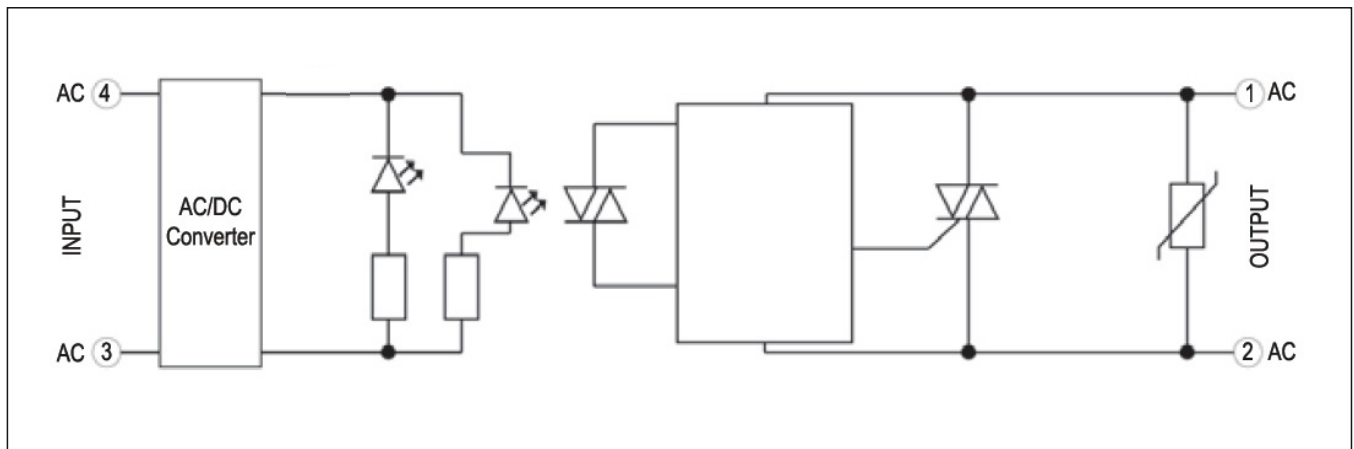 AC 4
1 AC
INPUT
AC/DC
Converter
OUTPUT
AC 3
2 AC